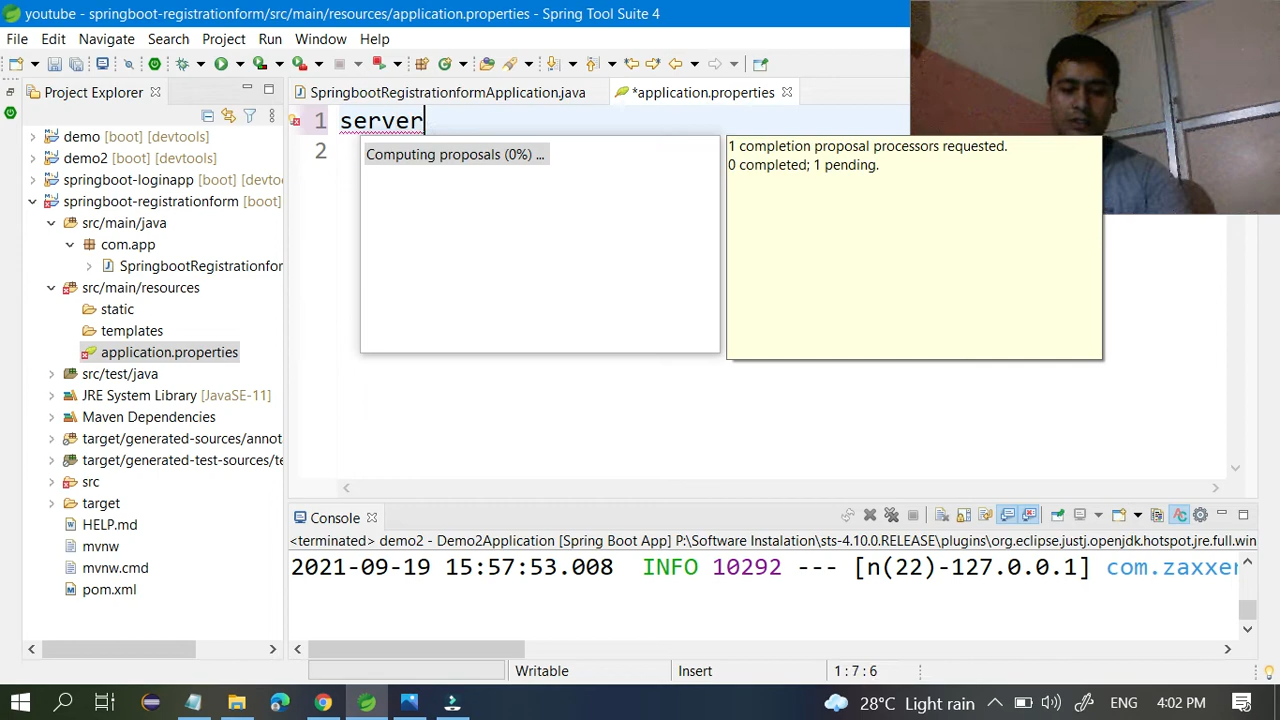 youtube - springboot-registrationform/src/main/resources/application.properties - Spring Tool Suite 4
File Edit Navigate Search Project Run Window Help
Project Explorer
SpringbootRegistrationformApplication.java
*application.properties
demo [boot] [devtools]
demo2 [boot] [devtools]
springboot-loginapp [boot] [devto
springboot-registrationform [boot]
src/main/java
com.app
SpringbootRegistrationfor
src/main/resources
static
templates
application.properties
src/test/java
JRE System Library [JavaSE-11]
Maven Dependencies
target/generated-sources/annot
target/generated-test-sources/te
src
target
HELP.md
mvnw
mvnw.cmd
pom.xml
1 server
2
Computing proposals (0%) ...
1 completion proposal processors requested.
0 completed; 1 pending.
Console
<terminated> demo2 - Demo2Application [Spring Boot App] P:\Software Instalation\sts-4.10.0.RELEASE\plugins\org.eclipse.justj.openjdk.hotspot.jre.full.win
2021-09-19 15:57:53.008 INFO 10292 --- [n(22)-127.0.0.1] com.zaxxer
Writable
Insert
1:7:6
28°C Light rain
ENG
4:02 PM